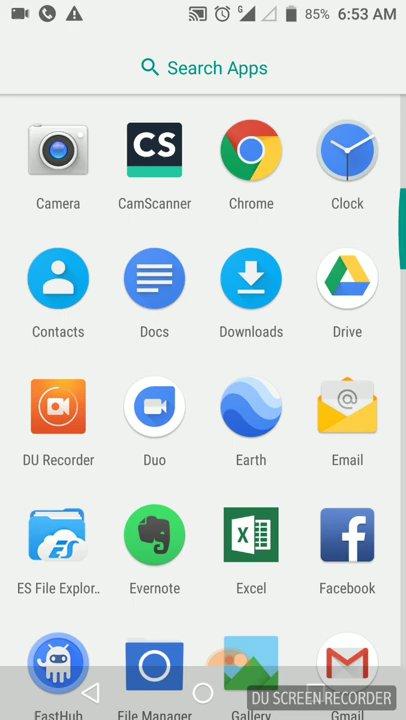 85% 6:53 AM
Search Apps
CS
Camera CamScanner Chrome Clock
Contacts Docs Downloads Drive
@
DU Recorder Duo Earth Email
ES
X
f
ES File Explor.. Evernote Excel Facebook
FastHub File Manager Gallery Gmail
DU SCREEN RECORDER